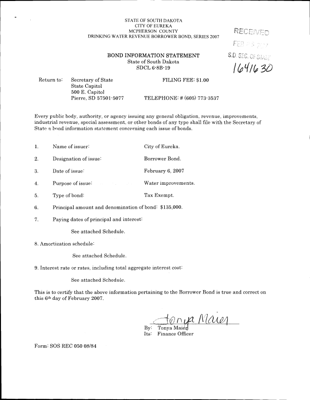 STATE OF SOUTH DAKOTA
CITY OF EUREKA
MCPHERSON COUNTY
DRINKING WATER REVENUE BORROWER BOND, SERIES 2007
RECEIVED
S.D. SEC. OF STATE
1641630
BOND INFORMATION STATEMENT
State of South Dakota
SDCL 6-8B-19
Return to: Secretary of State FILING FEE: $1.00
State Capitol
500 E. Capitol
Pierre, SD 57501-5077 TELEPHONE: # (605) 773-3537
Every public body, authority, or agency issuing any general obligation, revenue, improvements,
industrial revenue, special assessment, or other bonds of any type shall file with the Secretary of
State a bond information statement concerning each issue of bonds.
1. Name of issuer: City of Eureka.
2. Designation of issue: Borrower Bond.
3. Date of issue: February 6, 2007
4. Purpose of issue: Water improvements.
5. Type of bond: Tax Exempt.
6. Principal amount and denomination of bond: $135,000.
7. Paying dates of principal and interest:
See attached Schedule.
8. Amortization schedule:
See attached Schedule.
9. Interest rate or rates, including total aggregate interest cost:
See attached Schedule.
This is to certify that the above information pertaining to the Borrower Bond is true and correct on
this 6th day of February 2007.
Tonya Maier
By: Tonya Maier
Its: Finance Officer
Form: SOS REC 050 08/84